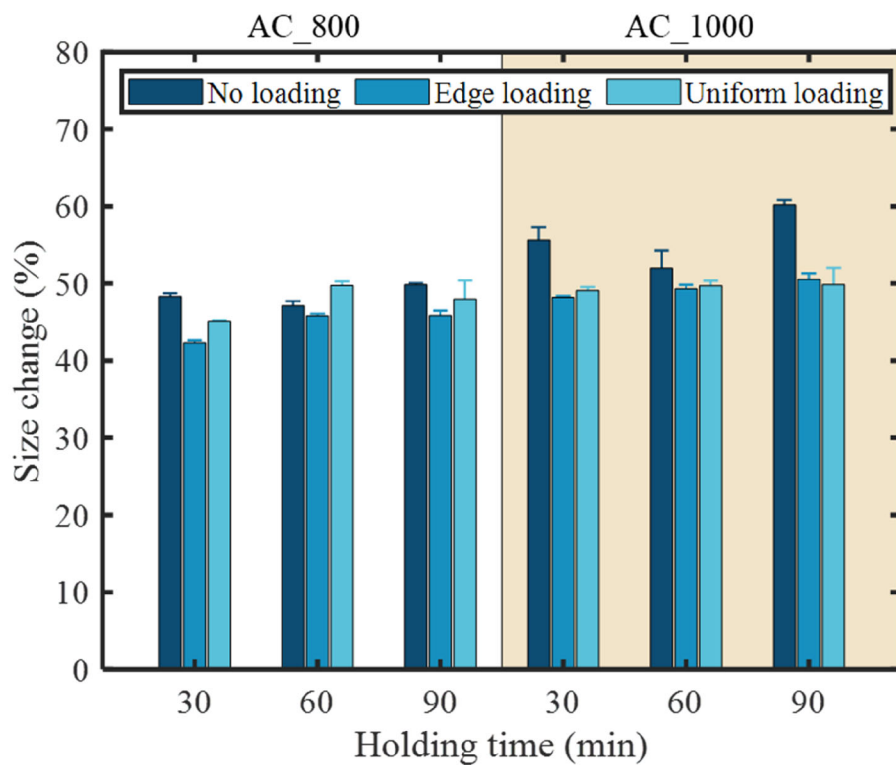 AC_800 AC_1000
No loading Edge loading Uniform loading
Size change (%)
80
70
60
50
40
30
20
10
0
30 60 90 30 60 90
Holding time (min)